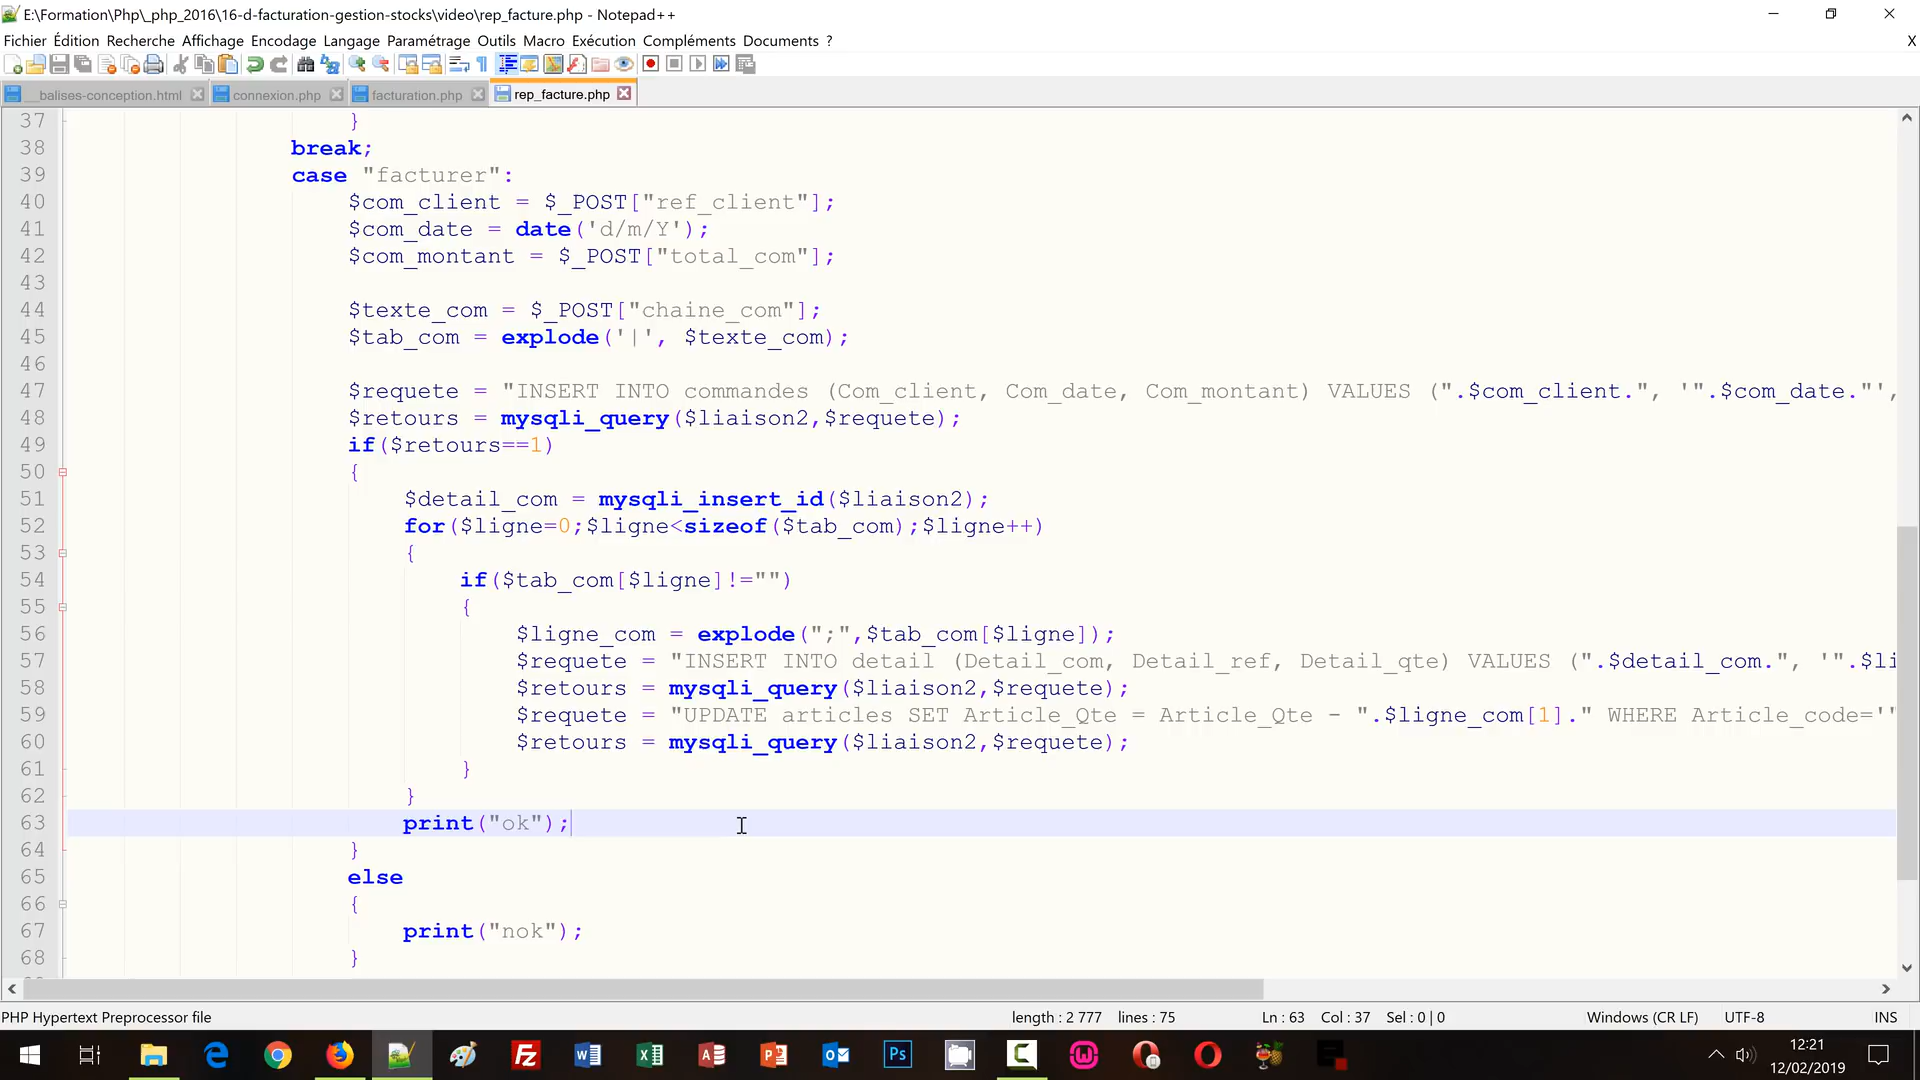 E:\Formation\Php\_php_2016\16-d-facturation-gestion-stocks\video\rep_facture.php - Notepad++
Fichier Édition Recherche Affichage Encodage Langage Paramétrage Outils Macro Exécution Compléments Documents ? X
__balises-conception.html connexion.php facturation.php rep_facture.php
37 }
38 break;
39 case "facturer":
40 $com_client = $_POST["ref_client"];
41 $com_date = date('d/m/Y');
42 $com_montant = $_POST["total_com"];
43
44 $texte_com = $_POST["chaine_com"];
45 $tab_com = explode('|', $texte_com);
46
47 $requete = "INSERT INTO commandes (Com_client, Com_date, Com_montant) VALUES (".$com_client.", '".$com_date."',
48 $retours = mysqli_query($liaison2,$requete);
49 if($retours==1)
50 {
51 $detail_com = mysqli_insert_id($liaison2);
52 for($ligne=0;$ligne<sizeof($tab_com);$ligne++)
53 {
54 if($tab_com[$ligne]!="")
55 {
56 $ligne_com = explode(";",$tab_com[$ligne]);
57 $requete = "INSERT INTO detail (Detail_com, Detail_ref, Detail_qte) VALUES (".$detail_com.", '".$li
58 $retours = mysqli_query($liaison2,$requete);
59 $requete = "UPDATE articles SET Article_Qte = Article_Qte - ".$ligne_com[1]." WHERE Article_code='"
60 $retours = mysqli_query($liaison2,$requete);
61 }
62 }
63 print("ok");
64 }
65 else
66 {
67 print("nok");
68 }
PHP Hypertext Preprocessor file length : 2 777 lines : 75 Ln : 63 Col : 37 Sel : 0 | 0 Windows (CR LF) UTF-8 INS
12:21
12/02/2019